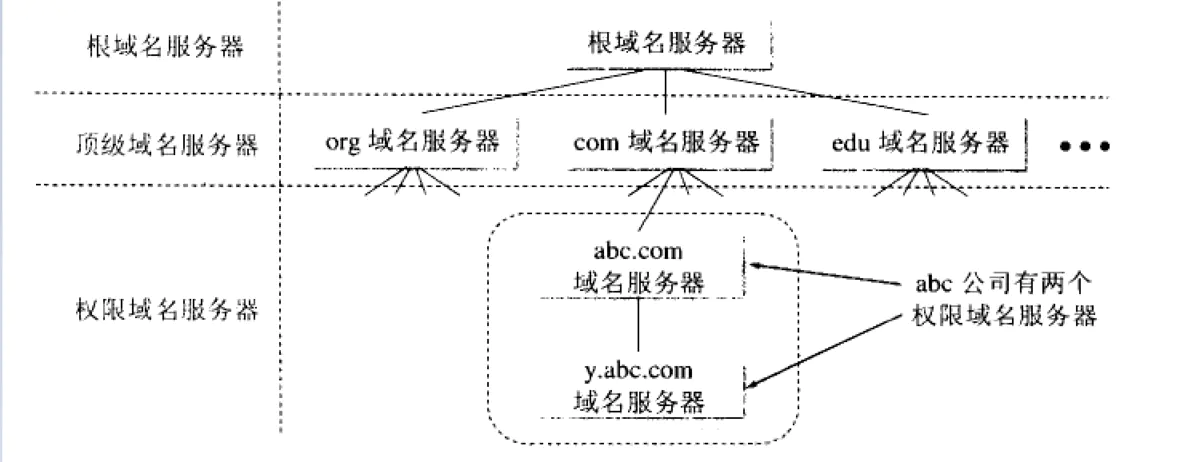 根域名服务器
根域名服务器
顶级域名服务器
org 域名服务器
com 域名服务器
edu 域名服务器
•••
权限域名服务器
abc.com
域名服务器
abc 公司有两个
权限域名服务器
y.abc.com
域名服务器